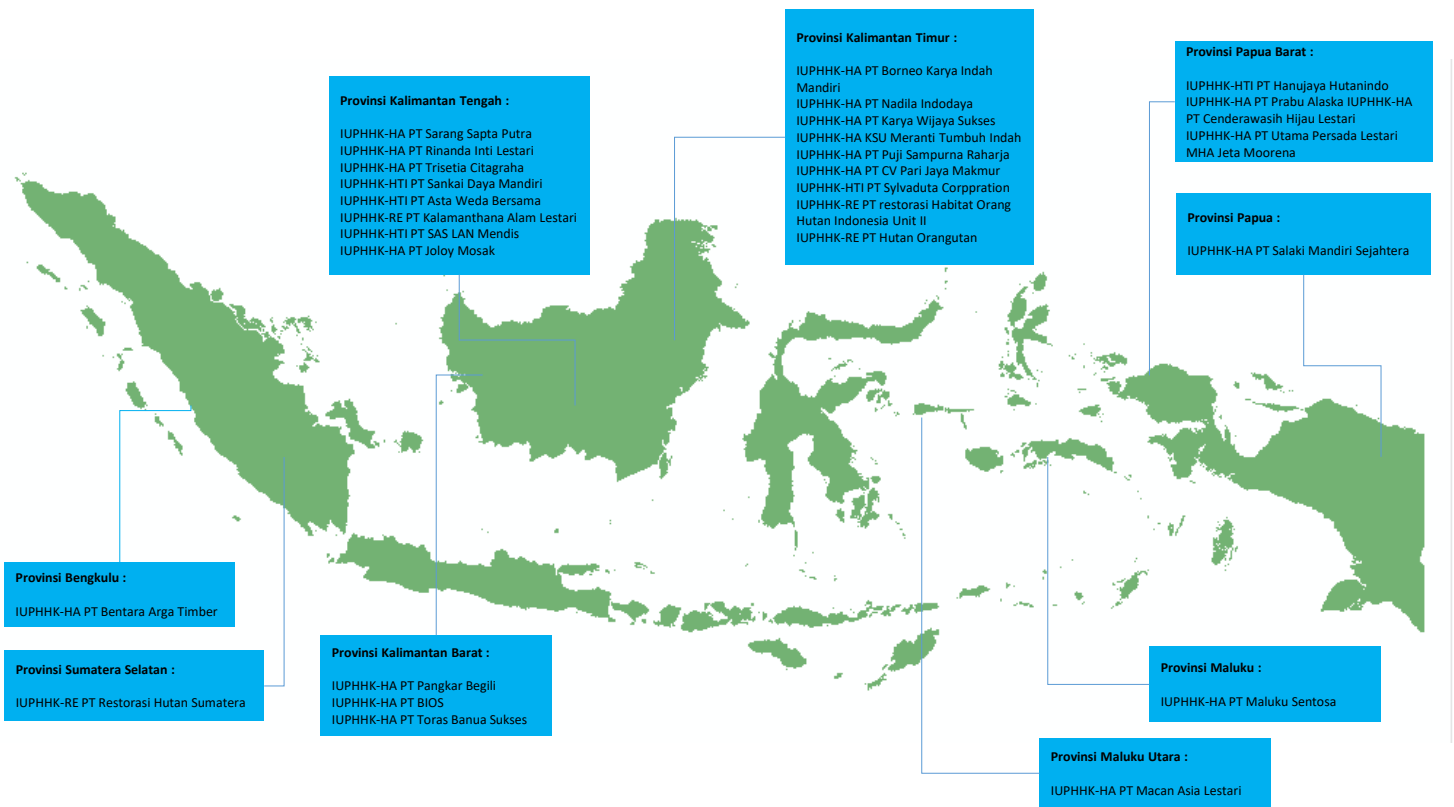 Provinsi Kalimantan Tengah :
IUPHHK-HA PT Sarang Sapta Putra
IUPHHK-HA PT Rinanda Inti Lestari
IUPHHK-HA PT Trisetia Citagraha
IUPHHK-HTI PT Sankai Daya Mandiri
IUPHHK-HTI PT Asta Weda Bersama
IUPHHK-RE PT Kalamanthana Alam Lestari
IUPHHK-HTI PT SAS LAN Mendis
IUPHHK-HA PT Joloy Mosak
Provinsi Kalimantan Timur :
IUPHHK-HA PT Borneo Karya Indah
Mandiri
IUPHHK-HA PT Nadila Indodaya
IUPHHK-HA PT Karya Wijaya Sukses
IUPHHK-HA KSU Meranti Tumbuh Indah
IUPHHK-HA PT Puji Sampurna Raharja
IUPHHK-HA PT CV Pari Jaya Makmur
IUPHHK-HTI PT Sylvaduta Corppration
IUPHHK-RE PT restorasi Habitat Orang
Hutan Indonesia Unit II
IUPHHK-RE PT Hutan Orangutan
Provinsi Papua Barat :
IUPHHK-HTI PT Hanujaya Hutanindo
IUPHHK-HA PT Prabu Alaska IUPHHK-HA
PT Cenderawasih Hijau Lestari
IUPHHK-HA PT Utama Persada Lestari
MHA Jeta Moorena
Provinsi Papua :
IUPHHK-HA PT Salaki Mandiri Sejahtera
Provinsi Bengkulu :
IUPHHK-HA PT Bentara Arga Timber
Provinsi Sumatera Selatan :
IUPHHK-RE PT Restorasi Hutan Sumatera
Provinsi Kalimantan Barat :
IUPHHK-HA PT Pangkar Begili
IUPHHK-HA PT BIOS
IUPHHK-HA PT Toras Banua Sukses
Provinsi Maluku :
IUPHHK-HA PT Maluku Sentosa
Provinsi Maluku Utara :
IUPHHK-HA PT Macan Asia Lestari